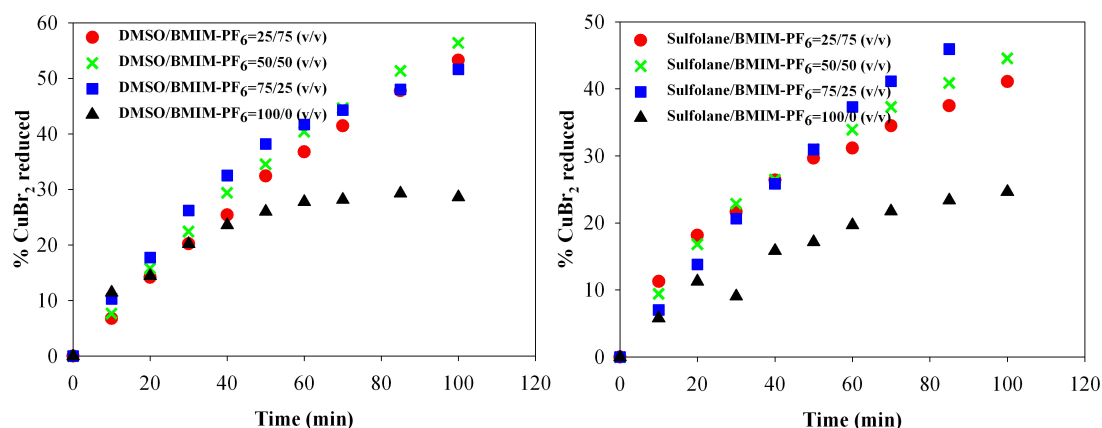 DMSO/BMIM-PF6=25/75 (v/v)
DMSO/BMIM-PF6=50/50 (v/v)
DMSO/BMIM-PF6=75/25 (v/v)
DMSO/BMIM-PF6=100/0 (v/v)
% CuBr2 reduced
60
50
40
30
20
10
0
0 20 40 60 80 100 120
Time (min)
Sulfolane/BMIM-PF6=25/75 (v/v)
Sulfolane/BMIM-PF6=50/50 (v/v)
Sulfolane/BMIM-PF6=75/25 (v/v)
Sulfolane/BMIM-PF6=100/0 (v/v)
% CuBr2 reduced
50
40
30
20
10
0
0 20 40 60 80 100 120
Time (min)